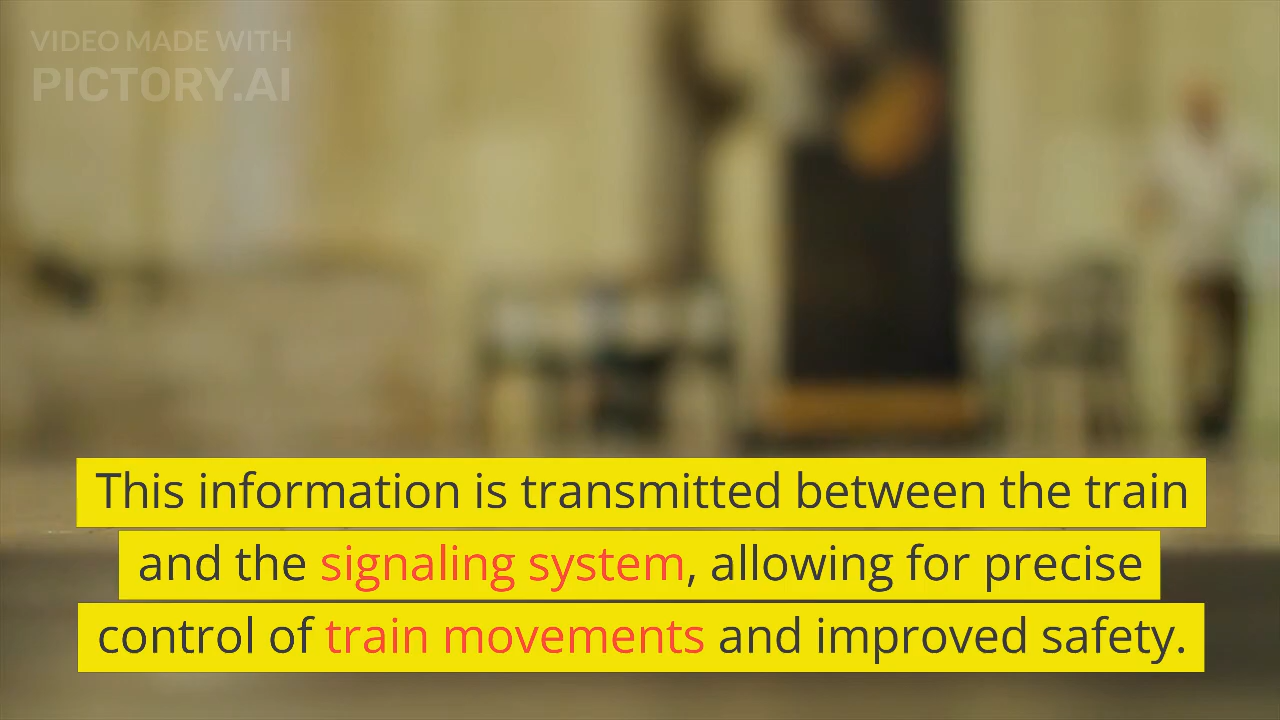 VIDEO MADE WITH
PICTORY.AI
This information is transmitted between the train
and the signaling system, allowing for precise
control of train movements and improved safety.